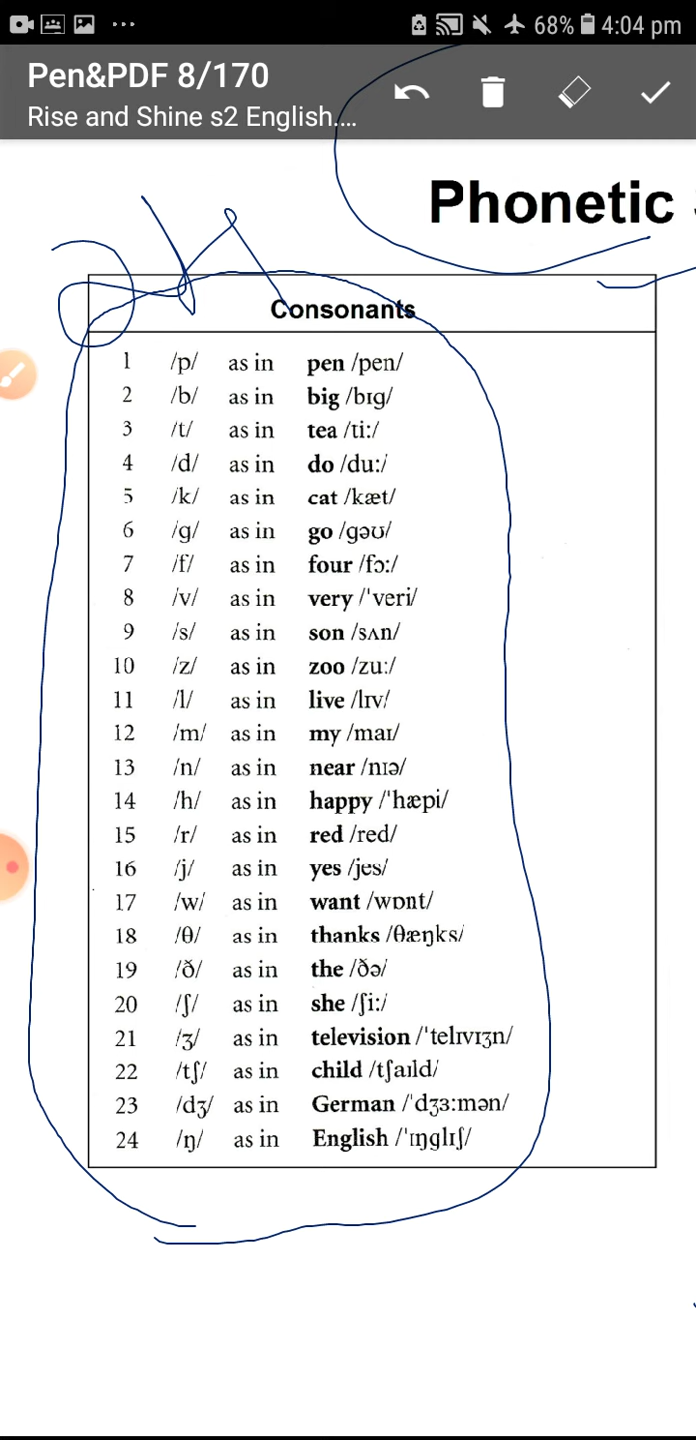 68% 4:04 pm
Pen&PDF 8/170
Rise and Shine s2 English....
Phonetic
Consonants
1 /p/ as in pen /pen/
2 /b/ as in big /bɪg/
3 /t/ as in tea /ti:/
4 /d/ as in do /du:/
5 /k/ as in cat /kæt/
6 /g/ as in go /gəʊ/
7 /f/ as in four /fɔ:/
8 /v/ as in very /'veri/
9 /s/ as in son /sʌn/
10 /z/ as in zoo /zu:/
11 /l/ as in live /lɪv/
12 /m/ as in my /maɪ/
13 /n/ as in near /nɪə/
14 /h/ as in happy /'hæpi/
15 /r/ as in red /red/
16 /j/ as in yes /jes/
17 /w/ as in want /wɒnt/
18 /θ/ as in thanks /θæŋks/
19 /ð/ as in the /ðə/
20 /ʃ/ as in she /ʃi:/
21 /ʒ/ as in television /'telɪvɪʒn/
22 /tʃ/ as in child /tʃaɪld/
23 /dʒ/ as in German /'dʒɜ:mən/
24 /ŋ/ as in English /'ɪŋglɪʃ/